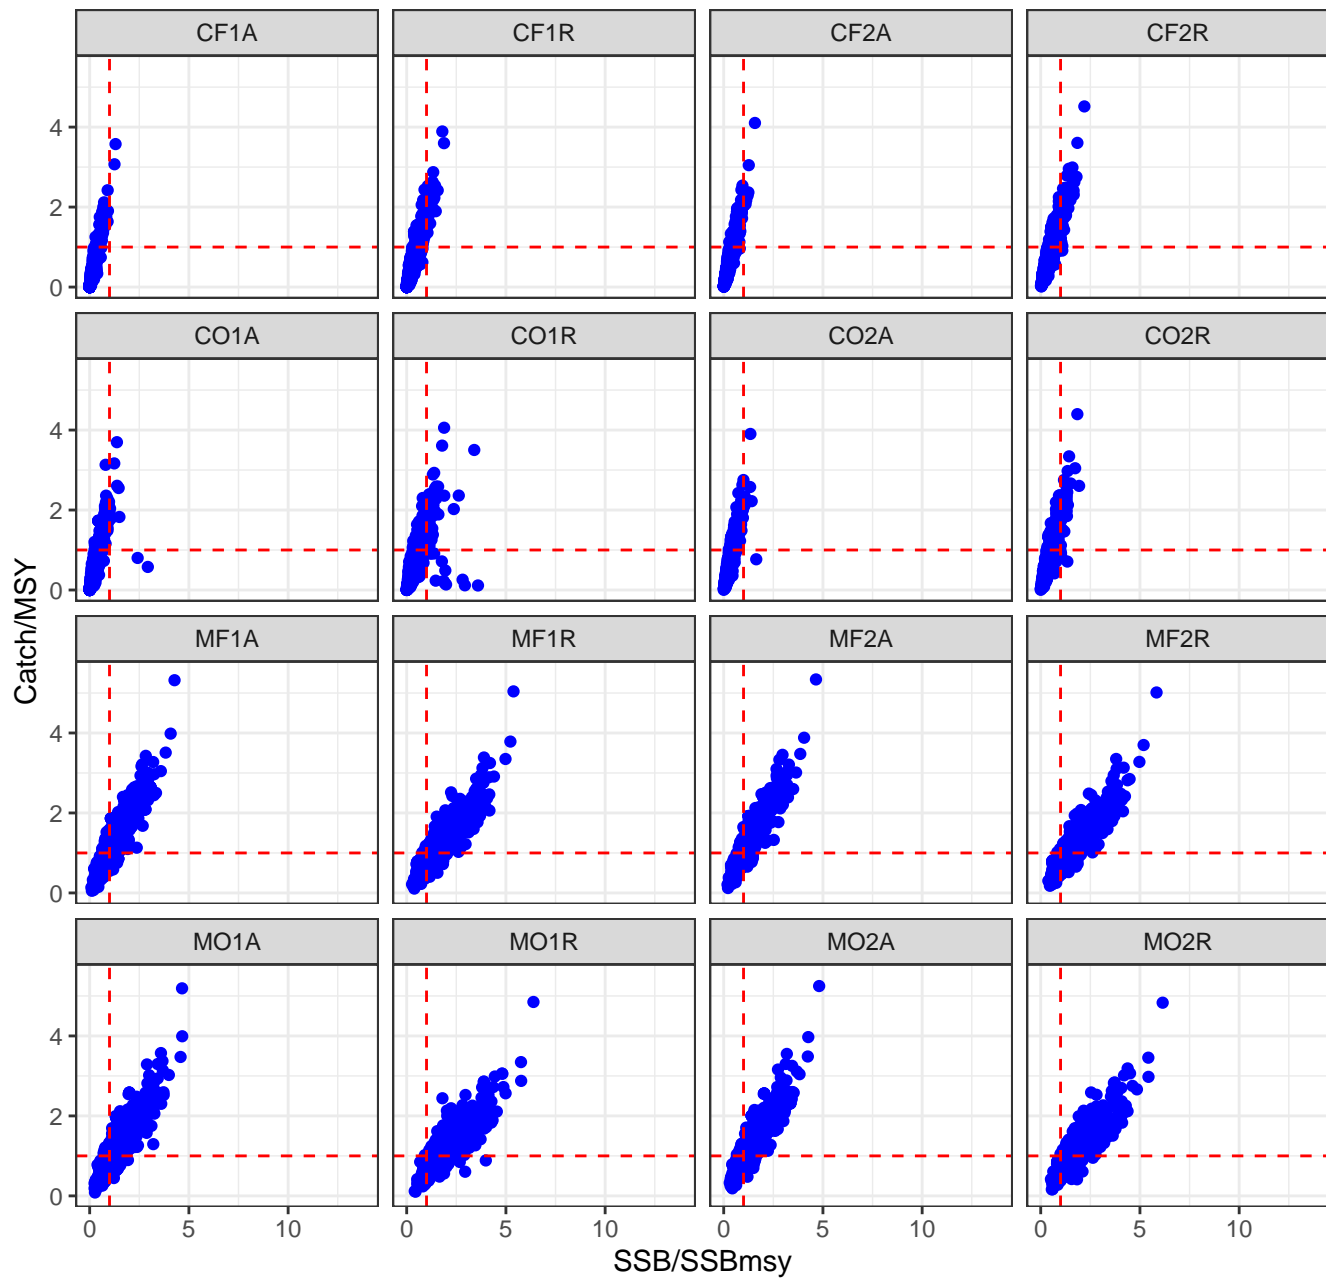 CF1A CF1R CF2A CF2R
4
2
0
CO1A CO1R CO2A CO2R
4
2
0
MF1A MF1R MF2A MF2R
4
2
0
MO1A MO1R MO2A MO2R
4
2
0
0 5 10 0 5 10 0 5 10 0 5 10
SSB/SSBmsy
Catch/MSY